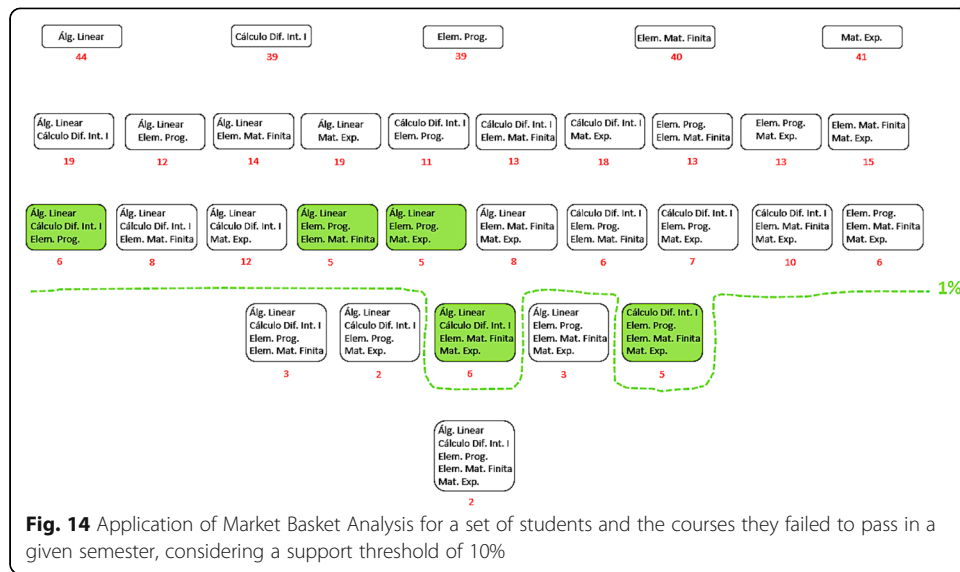 Álg. Linear
44
Cálculo Dif. Int. I
39
Elem. Prog.
39
Elem. Mat. Finita
40
Mat. Exp.
41
Álg. Linear
Cálculo Dif. Int. I
19
Álg. Linear
Elem. Prog.
12
Álg. Linear
Elem. Mat. Finita
14
Álg. Linear
Mat. Exp.
19
Cálculo Dif. Int. I
Elem. Prog.
11
Cálculo Dif. Int. I
Elem. Mat. Finita
13
Cálculo Dif. Int. I
Mat. Exp.
18
Elem. Prog.
Elem. Mat. Finita
13
Elem. Prog.
Mat. Exp.
13
Elem. Mat. Finita
Mat. Exp.
15
Álg. Linear
Cálculo Dif. Int. I
Elem. Prog.
6
Álg. Linear
Cálculo Dif. Int. I
Elem. Mat. Finita
8
Álg. Linear
Cálculo Dif. Int. I
Mat. Exp.
12
Álg. Linear
Elem. Prog.
Elem. Mat. Finita
5
Álg. Linear
Elem. Prog.
Mat. Exp.
5
Álg. Linear
Elem. Mat. Finita
Mat. Exp.
8
Cálculo Dif. Int. I
Elem. Prog.
Elem. Mat. Finita
6
Cálculo Dif. Int. I
Elem. Prog.
Mat. Exp.
7
Cálculo Dif. Int. I
Elem. Mat. Finita
Mat. Exp.
10
Elem. Prog.
Elem. Mat. Finita
Mat. Exp.
6
1%
Álg. Linear
Cálculo Dif. Int. I
Elem. Prog.
Elem. Mat. Finita
3
Álg. Linear
Cálculo Dif. Int. I
Elem. Prog.
Mat. Exp.
2
Álg. Linear
Cálculo Dif. Int. I
Elem. Mat. Finita
Mat. Exp.
6
Álg. Linear
Elem. Prog.
Elem. Mat. Finita
Mat. Exp.
3
Cálculo Dif. Int. I
Elem. Prog.
Elem. Mat. Finita
Mat. Exp.
5
Álg. Linear
Cálculo Dif. Int. I
Elem. Prog.
Elem. Mat. Finita
Mat. Exp.
2
Fig. 14 Application of Market Basket Analysis for a set of students and the courses they failed to pass in a
given semester, considering a support threshold of 10%